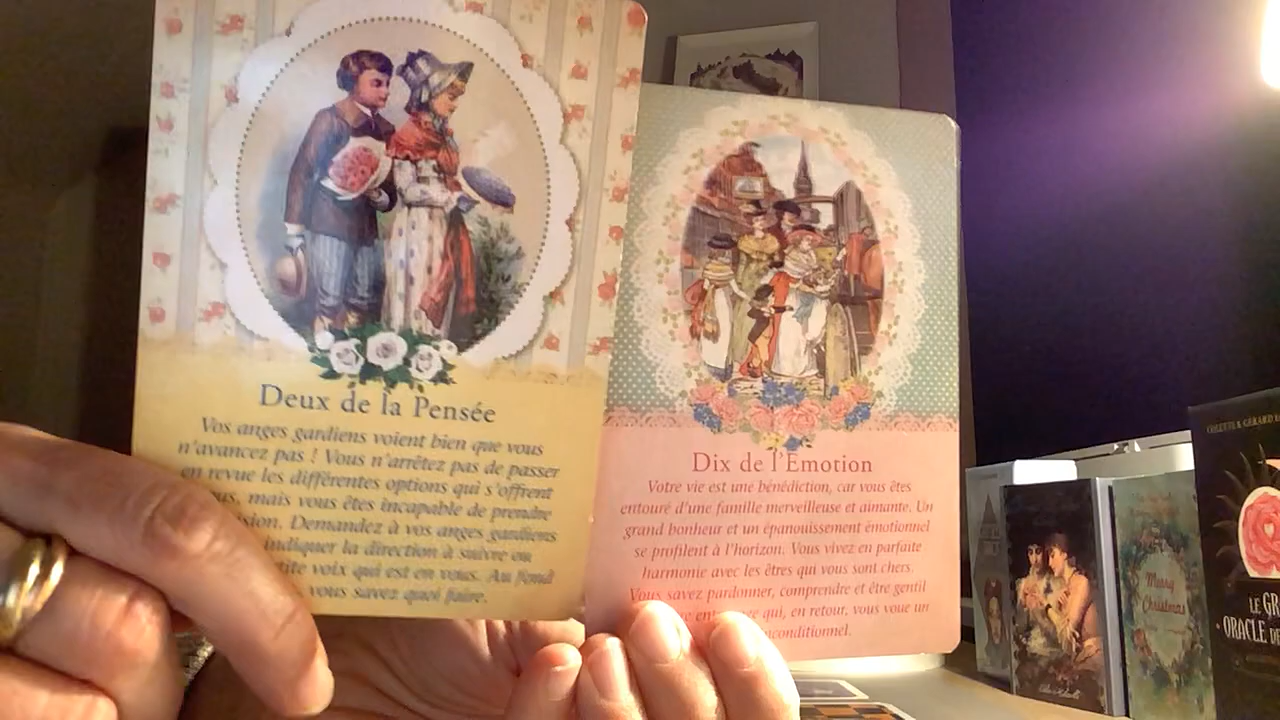 Deux de la Pensée
Vos anges gardiens voient bien que vous
n'avancez pas ! Vous n'arrêtez pas de passer
en revue les différentes options qui s'offrent
mais vous êtes incapable de prendre
Demandez à vos anges gardiens
indiquer la direction à suivre ou
voix qui est en vous. Au fond
vous savez quoi faire.
Dix de l'Emotion
Votre vie est une bénédiction, car vous êtes
entouré d'une famille merveilleuse et aimante. Un
grand bonheur et un épanouissement émotionnel
se profilent à l'horizon. Vous vivez en parfaite
harmonie avec les êtres qui vous sont chers.
Vous savez pardonner, comprendre et être gentil
qui, en retour, vous voue un
inconditionnel.
Merry
Christmas
LE
ORACLE